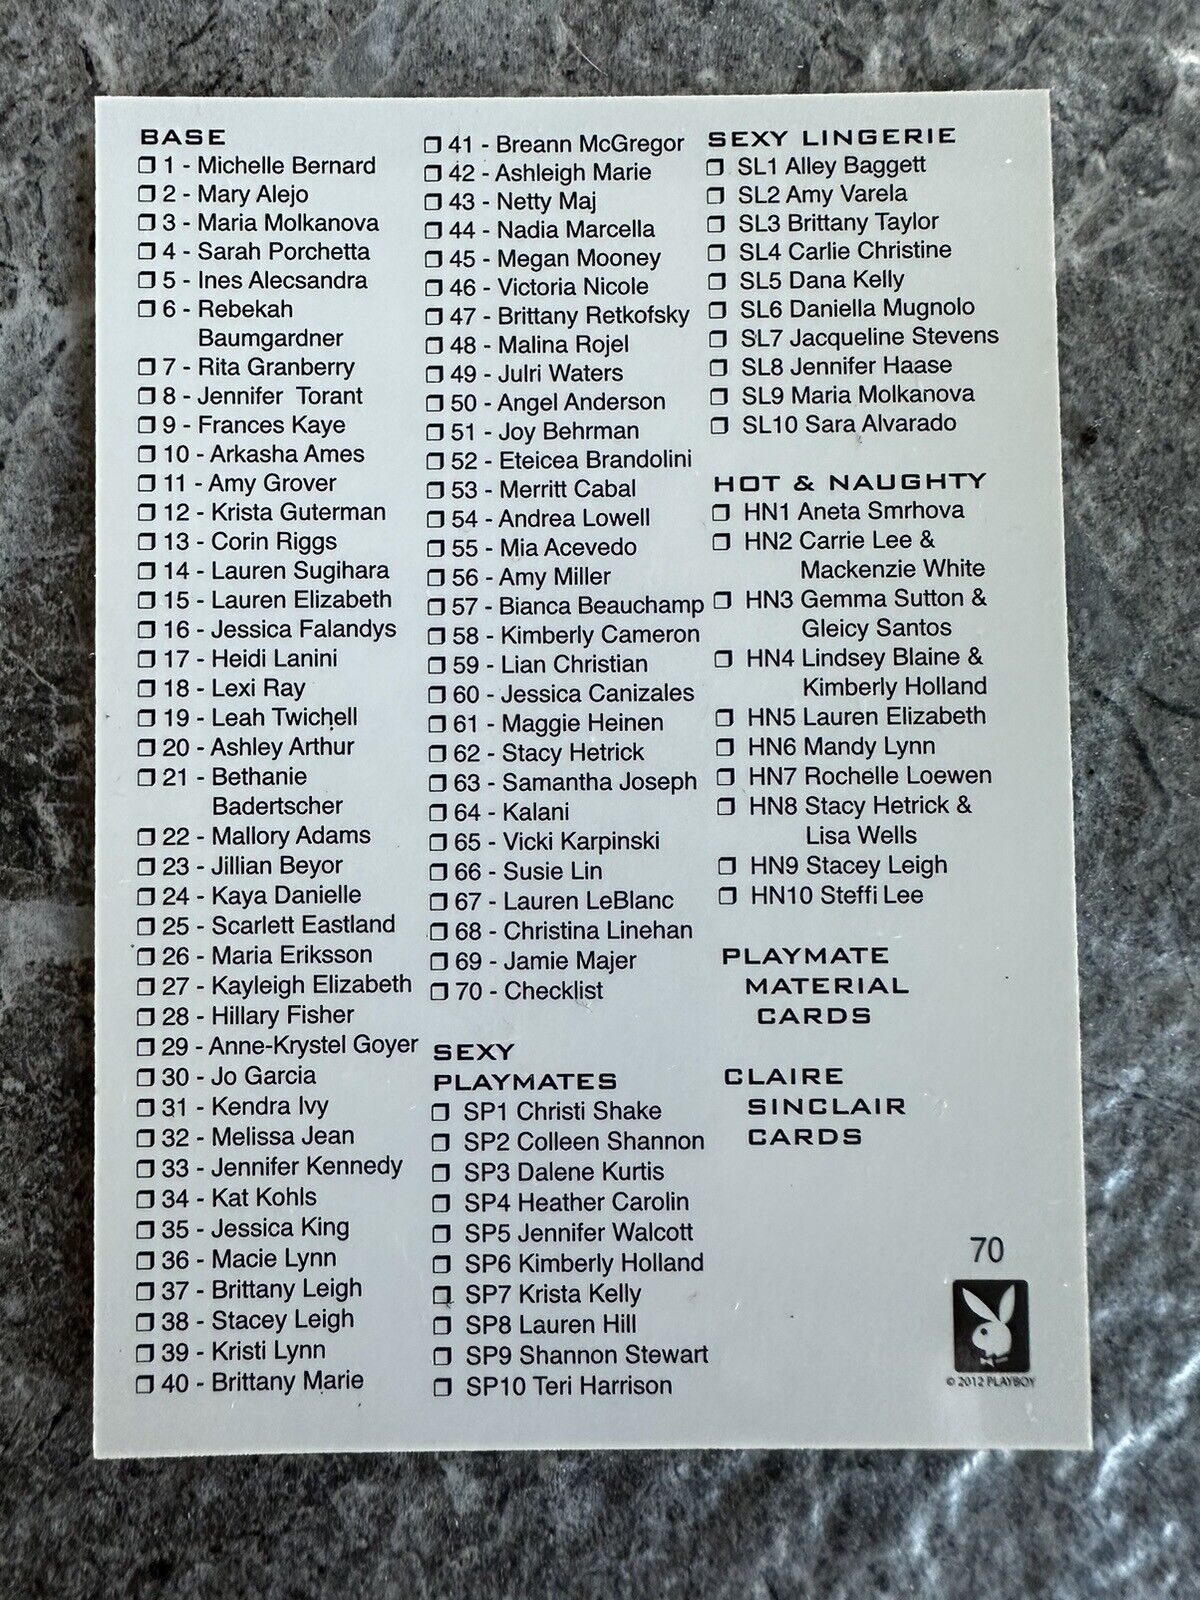 BASE
1 - Michelle Bernard
2 - Mary Alejo
3 - Maria Molkanova
4 - Sarah Porchetta
5 - Ines Alecsandra
6 - Rebekah
Baumgardner
7 - Rita Granberry
8 - Jennifer Torant
9 - Frances Kaye
10 - Arkasha Ames
11 - Amy Grover
12 - Krista Guterman
13 - Corin Riggs
14 - Lauren Sugihara
15 - Lauren Elizabeth
16 - Jessica Falandys
17 - Heidi Lanini
18 - Lexi Ray
19 - Leah Twichell
20 - Ashley Arthur
21 - Bethanie
Badertscher
22 - Mallory Adams
23 - Jillian Beyor
24 - Kaya Danielle
25 - Scarlett Eastland
26 - Maria Eriksson
27 - Kayleigh Elizabeth
28 - Hillary Fisher
29 - Anne-Krystel Goyer
30 - Jo Garcia
31 - Kendra Ivy
32 - Melissa Jean
33 - Jennifer Kennedy
34 - Kat Kohls
35 - Jessica King
36 - Macie Lynn
37 - Brittany Leigh
38 - Stacey Leigh
39 - Kristi Lynn
40 - Brittany Marie
41 - Breann McGregor
42 - Ashleigh Marie
43 - Netty Maj
44 - Nadia Marcella
45 - Megan Mooney
46 - Victoria Nicole
47 - Brittany Retkofsky
48 - Malina Rojel
49 - Julri Waters
50 - Angel Anderson
51 - Joy Behrman
52 - Eteicea Brandolini
53 - Merritt Cabal
54 - Andrea Lowell
55 - Mia Acevedo
56 - Amy Miller
57 - Bianca Beauchamp
58 - Kimberly Cameron
59 - Lian Christian
60 - Jessica Canizales
61 - Maggie Heinen
62 - Stacy Hetrick
63 - Samantha Joseph
64 - Kalani
65 - Vicki Karpinski
66 - Susie Lin
67 - Lauren LeBlanc
68 - Christina Linehan
69 - Jamie Majer
70 - Checklist
SEXY
PLAYMATES
SP1 Christi Shake
SP2 Colleen Shannon
SP3 Dalene Kurtis
SP4 Heather Carolin
SP5 Jennifer Walcott
SP6 Kimberly Holland
SP7 Krista Kelly
SP8 Lauren Hill
SP9 Shannon Stewart
SP10 Teri Harrison
SEXY LINGERIE
SL1 Alley Baggett
SL2 Amy Varela
SL3 Brittany Taylor
SL4 Carlie Christine
SL5 Dana Kelly
SL6 Daniella Mugnolo
SL7 Jacqueline Stevens
SL8 Jennifer Haase
SL9 Maria Molkanova
SL10 Sara Alvarado
HOT & NAUGHTY
HN1 Aneta Smrhova
HN2 Carrie Lee &
Mackenzie White
HN3 Gemma Sutton &
Gleicy Santos
HN4 Lindsey Blaine &
Kimberly Holland
HN5 Lauren Elizabeth
HN6 Mandy Lynn
HN7 Rochelle Loewen
HN8 Stacy Hetrick &
Lisa Wells
HN9 Stacey Leigh
HN10 Steffi Lee
PLAYMATE
MATERIAL
CARDS
CLAIRE
SINCLAIR
CARDS
70
© 2012 PLAYBOY